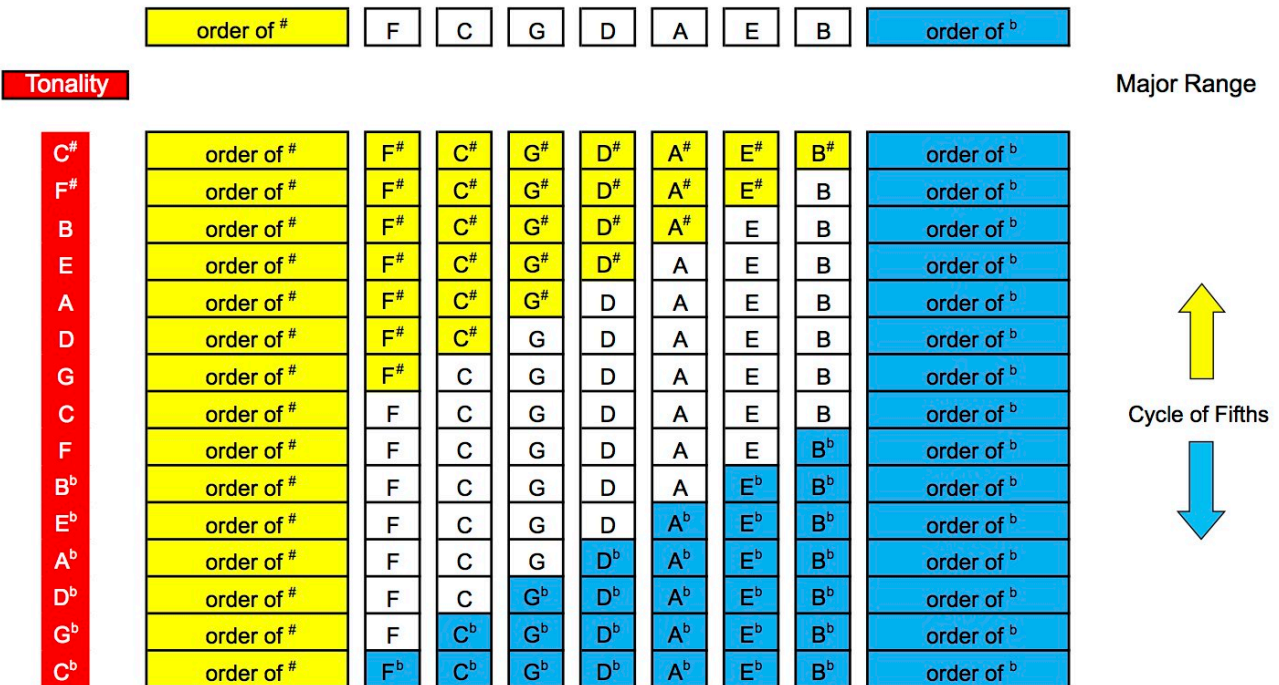 order of # F C G D A E B order of b
Tonality Major Range
C# order of # F# C# G# D# A# E# B# order of b
F# order of # F# C# G# D# A# E# B order of b
B order of # F# C# G# D# A# E B order of b
E order of # F# C# G# D# A E B order of b
A order of # F# C# G# D A E B order of b
D order of # F# C# G D A E B order of b
G order of # F# C G D A E B order of b
C order of # F C G D A E B order of b Cycle of Fifths
F order of # F C G D A E Bb order of b
Bb order of # F C G D A Eb Bb order of b
Eb order of # F C G D Ab Eb Bb order of b
Ab order of # F C G Db Ab Eb Bb order of b
Db order of # F C Gb Db Ab Eb Bb order of b
Gb order of # F Cb Gb Db Ab Eb Bb order of b
Cb order of # Fb Cb Gb Db Ab Eb Bb order of b